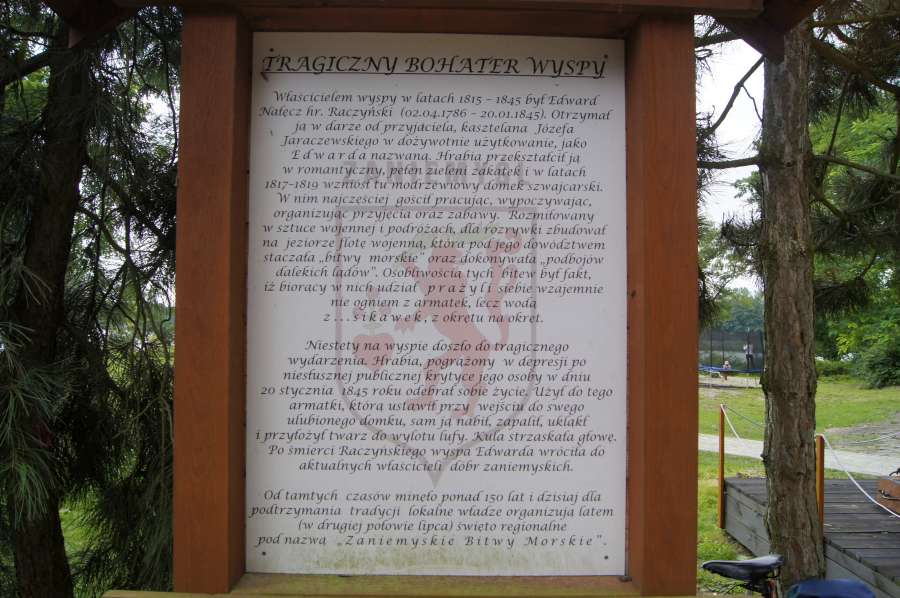 TRAGICZNY BOHATER WYSPY
Właścicielem wyspy w latach 1815 – 1845 był Edward
Nałęcz hr. Raczyński (02.04.1786 – 20.01.1845). Otrzymał
ją w darze od przyjaciela, kasztelana Józefa
Jaraczewskiego w dożywotnie użytkowanie, jako
Edwarda nazwana. Hrabia przekształcił ją
w romantyczny, pełen zieleni zakątek i w latach
1817–1819 wzniósł tu modrzewiowy domek szwajcarski.
W nim najczęściej gościł pracując, wypoczywając,
organizując przyjęcia oraz zabawy. Rozmiłowany
w sztuce wojennej i podróżach, dla rozrywki zbudował
na jeziorze flotę wojenną, która pod jego dowództwem
staczała „bitwy morskie" oraz dokonywała „podbojów
dalekich lądów". Osobliwością tych bitew był fakt,
iż biorący w nich udział prażyli siebie wzajemnie
nie ogniem z armatek, lecz wodą
z...sikawek, z okrętu na okręt.
Niestety na wyspie doszło do tragicznego
wydarzenia. Hrabia, pogrążony w depresji po
niesłusznej publicznej krytyce jego osoby w dniu
20 stycznia 1845 roku odebrał sobie życie. Użył do tego
armatki, którą ustawił przy wejściu do swego
ulubionego domku, sam ją nabił, zapalił, ukląkł
i przyłożył twarz do wylotu lufy. Kula strzaskała głowę.
Po śmierci Raczyńskiego wyspa Edwarda wróciła do
aktualnych właścicieli dóbr zaniemyskich.
Od tamtych czasów mineło ponad 150 lat i dzisiaj dla
podtrzymania tradycji lokalne władze organizują latem
(w drugiej połowie lipca) święto regionalne
pod nazwą „Zaniemyskie Bitwy Morskie".